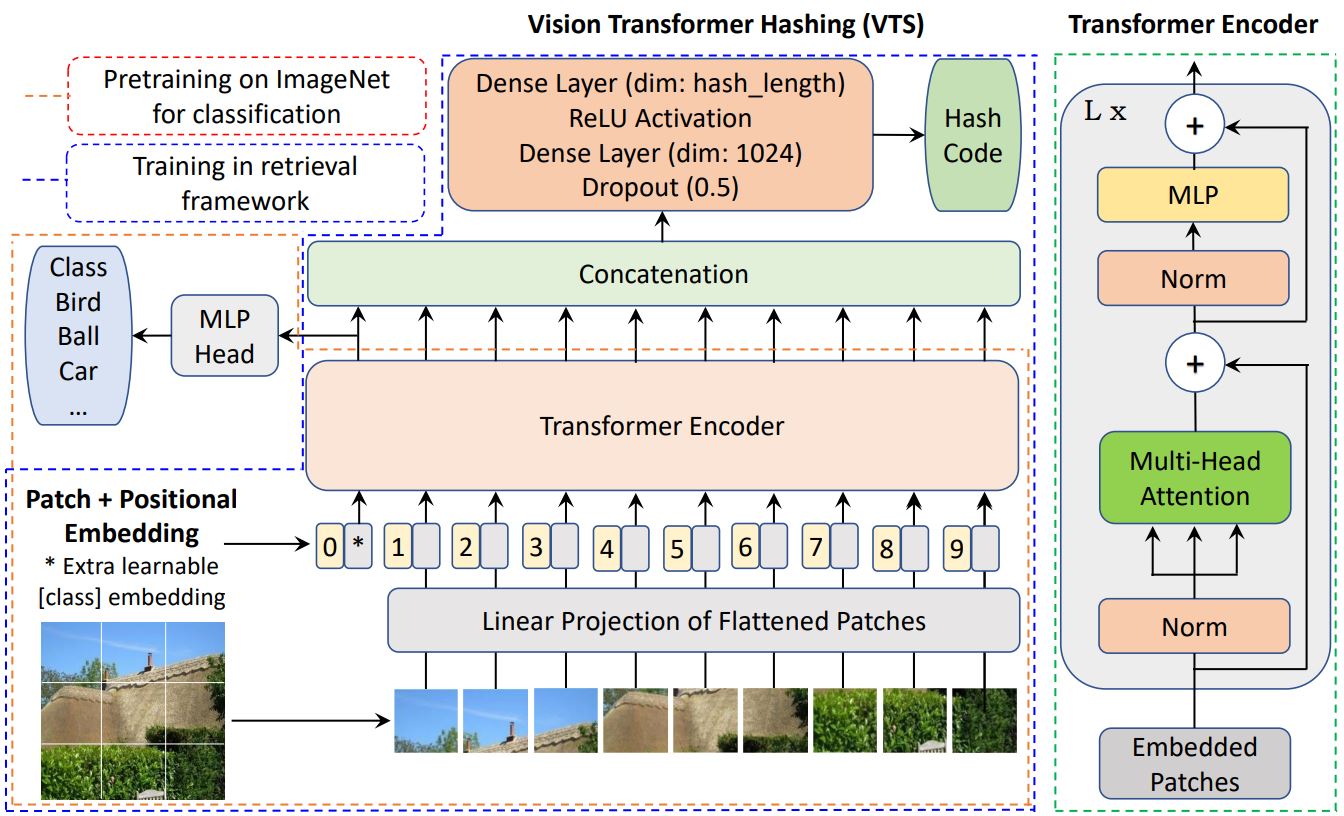 Vision Transformer Hashing (VTS)
Transformer Encoder
Pretraining on ImageNet
for classification
Training in retrieval
framework
Dense Layer (dim: hash_length)
ReLU Activation
Dense Layer (dim: 1024)
Dropout (0.5)
Hash
Code
Concatenation
Class
Bird
Ball
Car
...
MLP
Head
Transformer Encoder
Patch + Positional
Embedding
* Extra learnable
[class] embedding
0 * 1 2 3 4 5 6 7 8 9
Linear Projection of Flattened Patches
L x
+
MLP
Norm
+
Multi-Head
Attention
Norm
Embedded
Patches